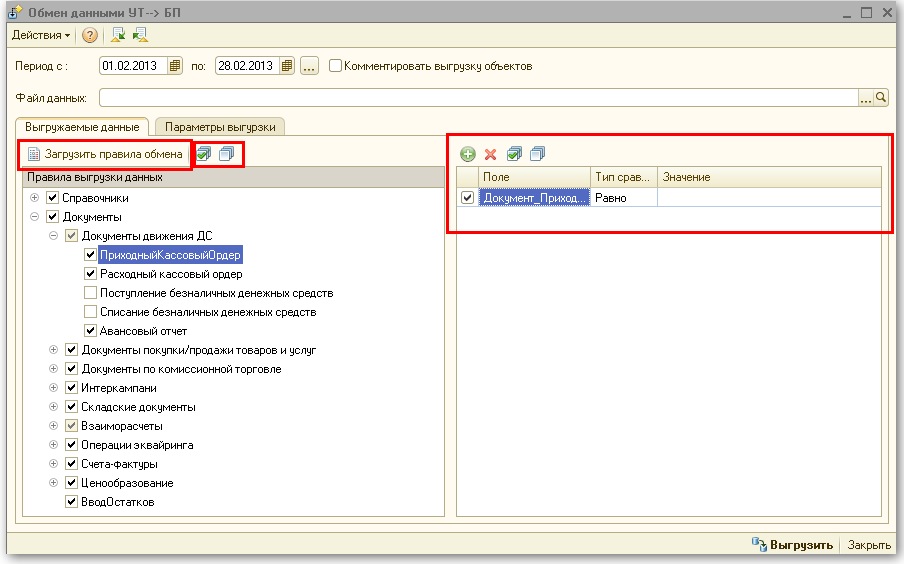 Обмен данными УТ--> БП
Действия
Период с : 01.02.2013 по: 28.02.2013 ... Комментировать выгрузку объектов
Файл данных: ...
Выгружаемые данные Параметры выгурзки
Загрузить правила обмена
Правила выгрузки данных
Справочники
Документы
Документы движения ДС
ПриходныйКассовыйОрдер
Расходный кассовый ордер
Поступление безналичных денежных средств
Списание безналичных денежных средств
Авансовый отчет
Документы покупки/продажи товаров и услуг
Документы по комиссионной торговле
Интеркампани
Складские документы
Взаиморасчеты
Операции эквайринга
Счета-фактуры
Ценообразование
ВводОстатков
Поле Тип срав... Значение
Документ_Приход... Равно
Выгрузить Закрыть